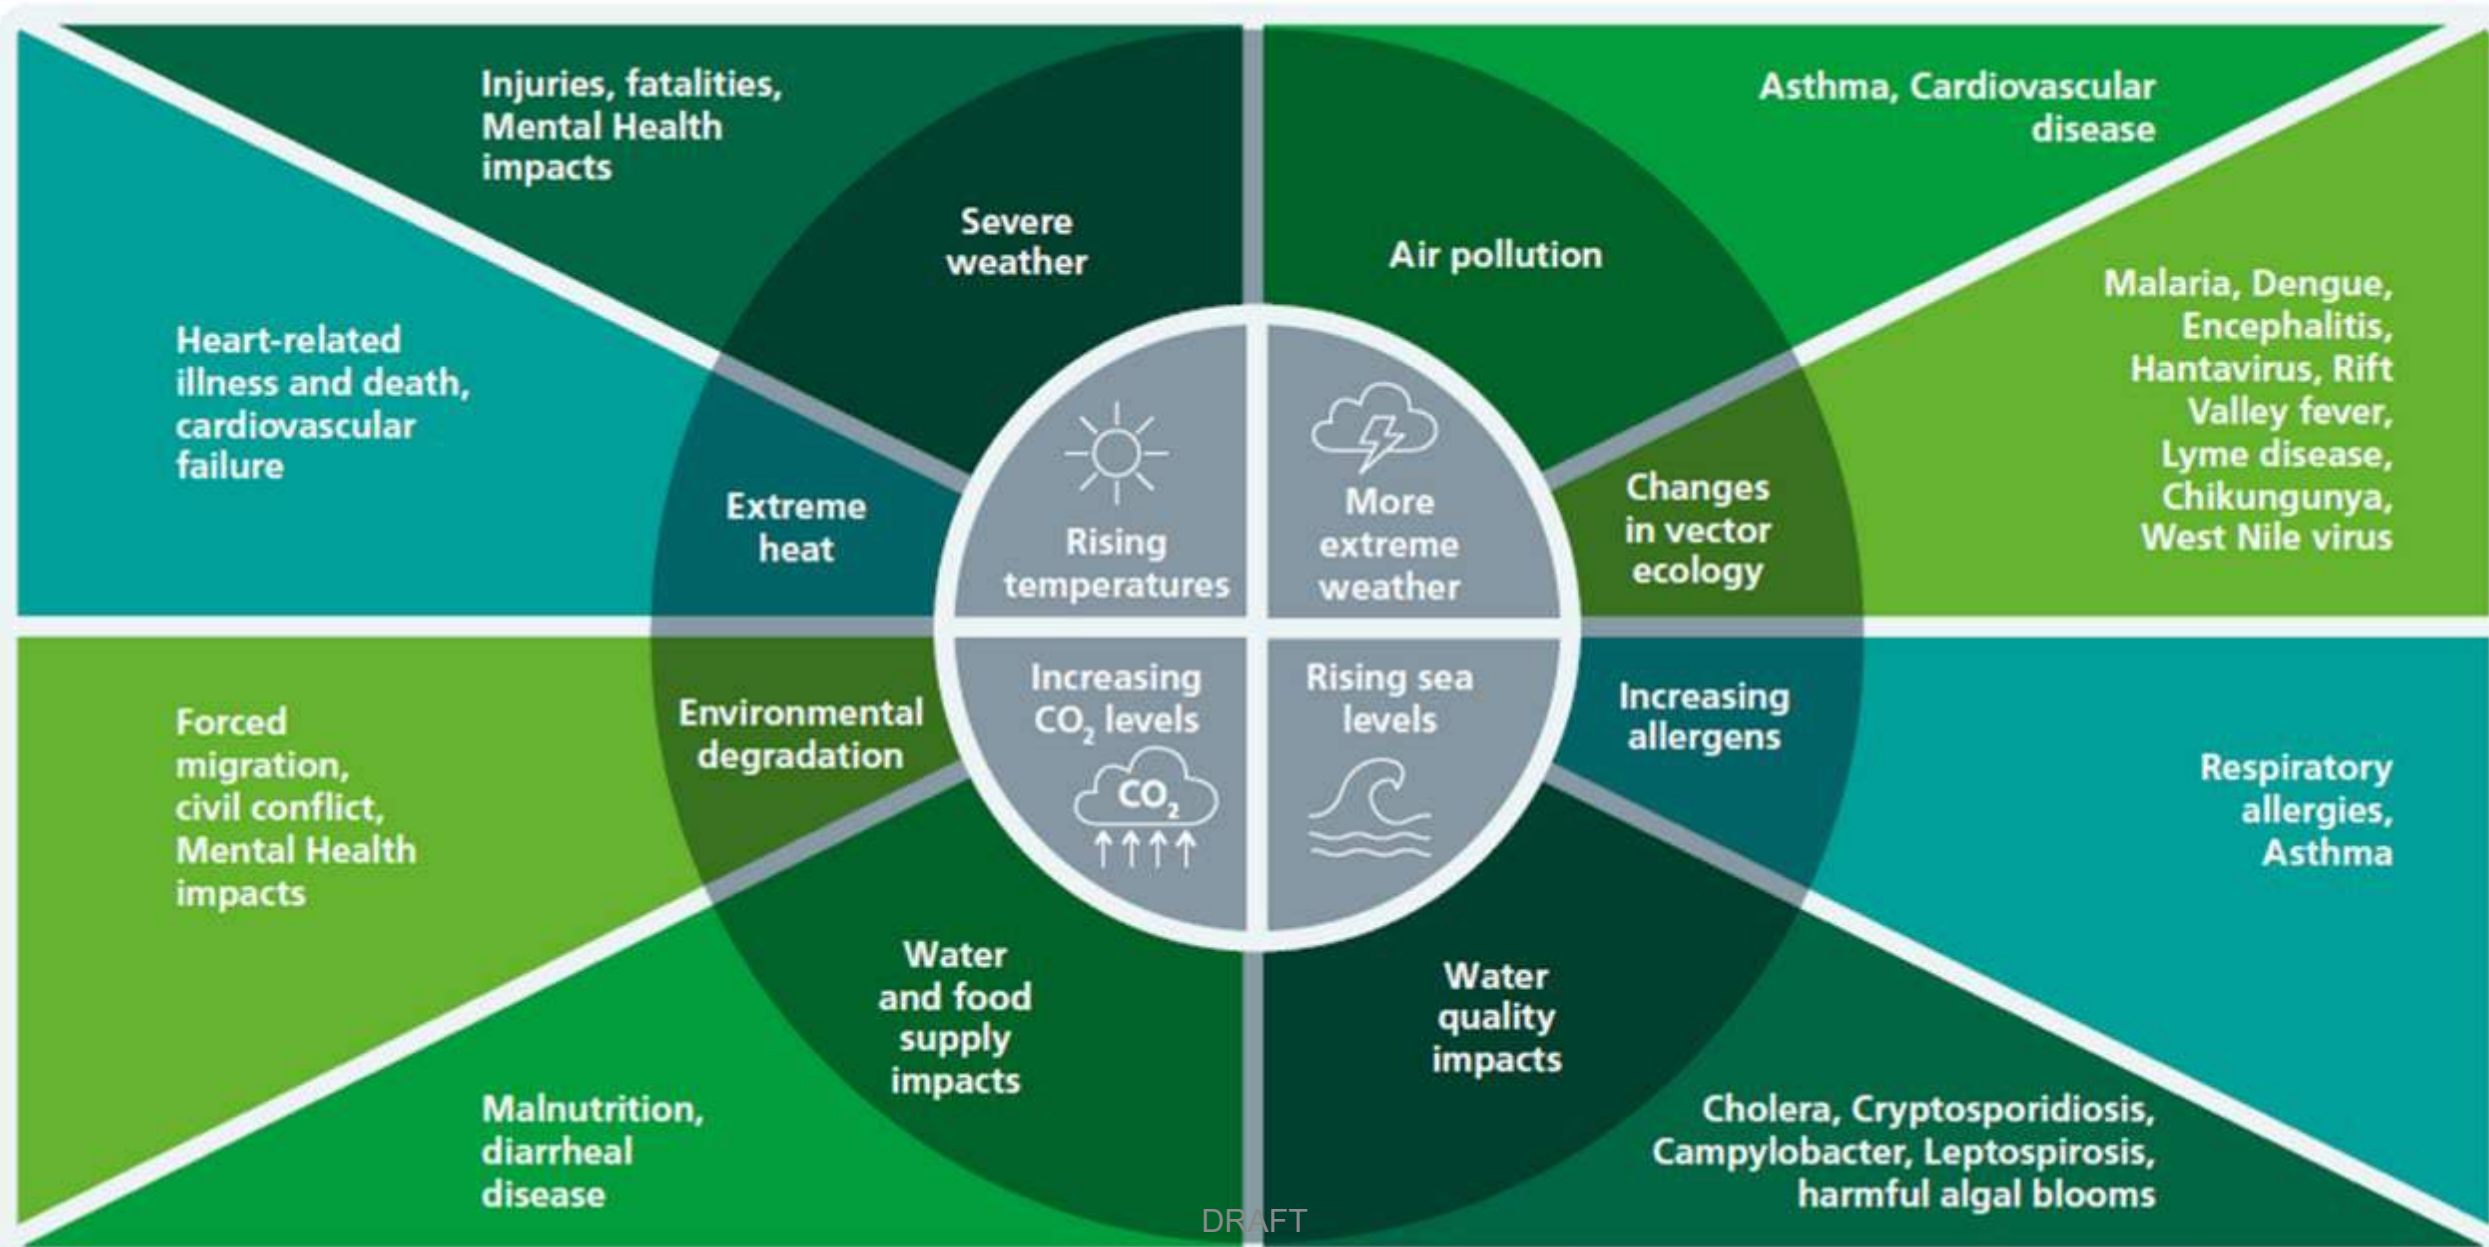 Injuries, fatalities,
Mental Health
impacts
Severe
weather
Air pollution
Asthma, Cardiovascular
disease
Heart-related
illness and death,
cardiovascular
failure
Extreme
heat
Rising
temperatures
More
extreme
weather
Changes
in vector
ecology
Malaria, Dengue,
Encephalitis,
Hantavirus, Rift
Valley fever,
Lyme disease,
Chikungunya,
West Nile virus
Forced
migration,
civil conflict,
Mental Health
impacts
Environmental
degradation
Increasing
CO₂ levels
CO₂
Rising sea
levels
Increasing
allergens
Respiratory
allergies,
Asthma
Malnutrition,
diarrheal
disease
Water
and food
supply
impacts
Water
quality
impacts
Cholera, Cryptosporidiosis,
Campylobacter, Leptospirosis,
harmful algal blooms
DRAFT